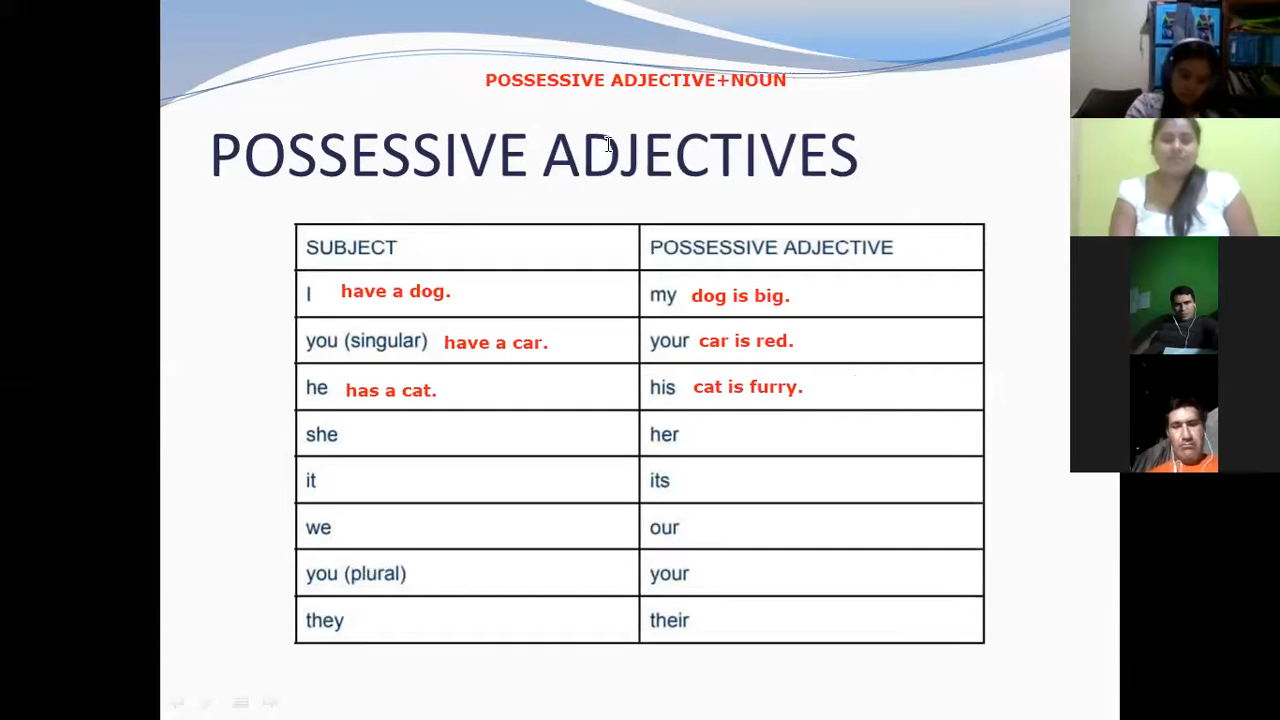 POSSESSIVE ADJECTIVE+NOUN
POSSESSIVE ADJECTIVES
SUBJECT POSSESSIVE ADJECTIVE
I have a dog. my dog is big.
you (singular) have a car. your car is red.
he has a cat. his cat is furry.
she her
it its
we our
you (plural) your
they their